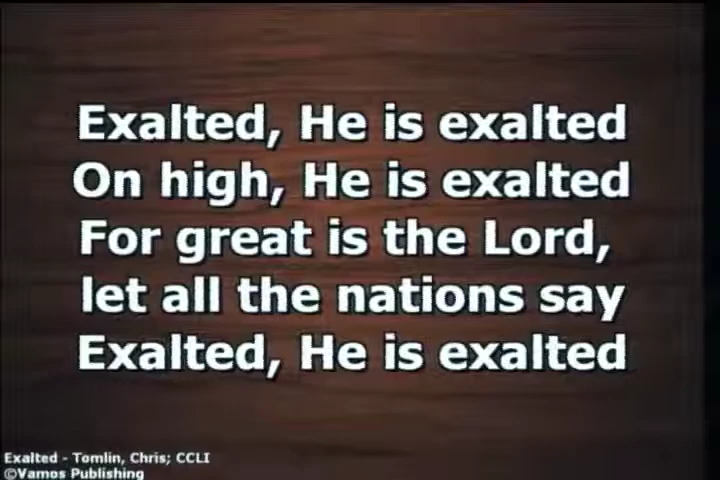 Exalted, He is exalted
On high, He is exalted
For great is the Lord,
let all the nations say
Exalted, He is exalted
Exalted - Tomlin, Chris; CCLI
©Vamos Publishing